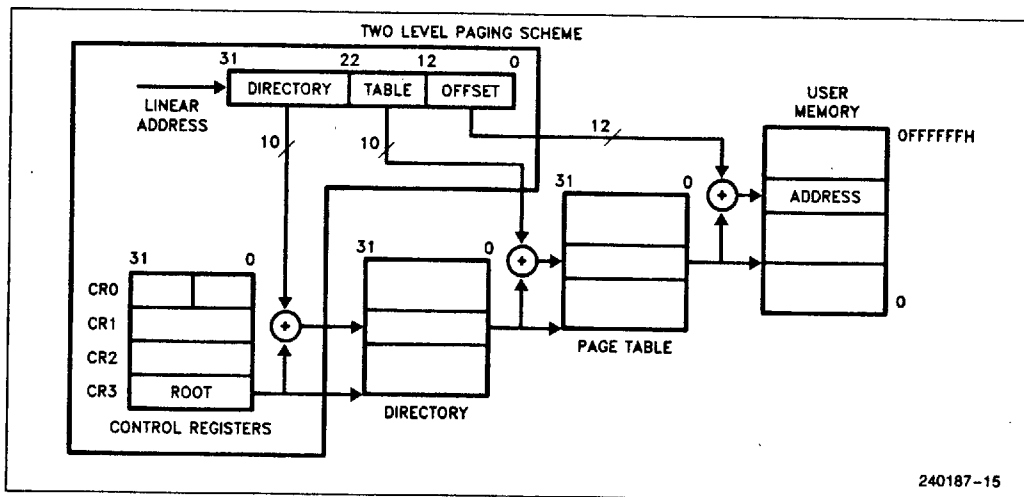 TWO LEVEL PAGING SCHEME
31 22 12 0
DIRECTORY TABLE OFFSET
LINEAR
ADDRESS
USER
MEMORY
0FFFFFFH
10 10 12
31 0
ADDRESS
31 0
31 0
CR0
CR1
CR2
CR3 ROOT
0
PAGE TABLE
DIRECTORY
CONTROL REGISTERS
240187-15